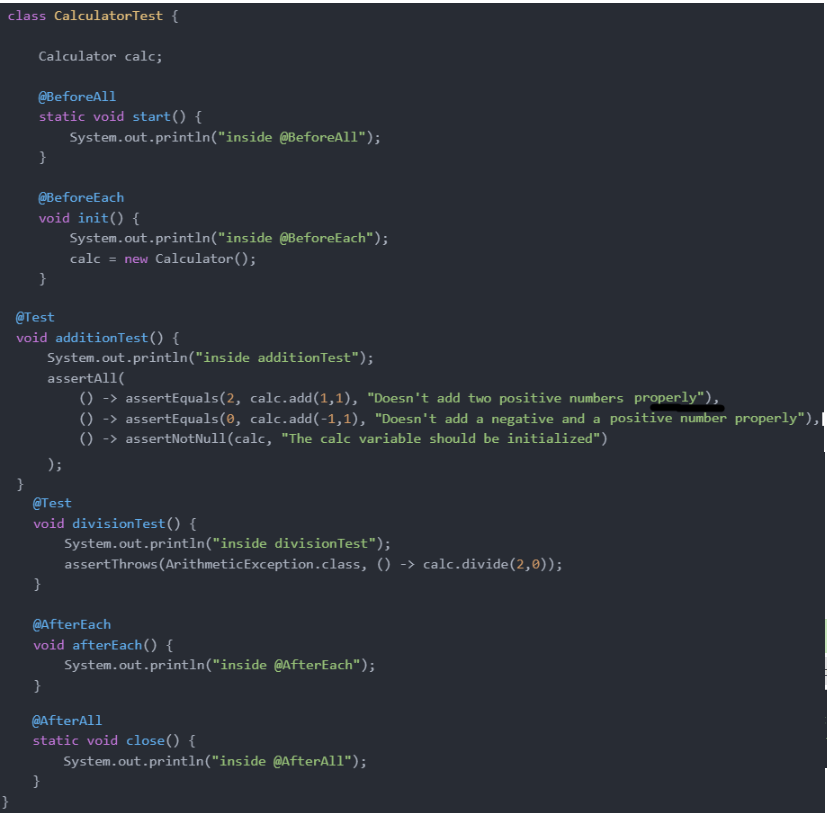 class CalculatorTest {
Calculator calc;
@BeforeAll
static void start() {
System.out.println("inside @BeforeAll");
}
@BeforeEach
void init() {
System.out.println("inside @BeforeEach");
calc = new Calculator();
}
@Test
void additionTest() {
System.out.println("inside additionTest");
assertAll(
() -> assertEquals(2, calc.add(1,1), "Doesn't add two positive numbers properly"),
() -> assertEquals(0, calc.add(-1,1), "Doesn't add a negative and a positive number properly"),
() -> assertNotNull(calc, "The calc variable should be initialized")
);
}
@Test
void divisionTest() {
System.out.println("inside divisionTest");
assertThrows(ArithmeticException.class, () -> calc.divide(2,0));
}
@AfterEach
void afterEach() {
System.out.println("inside @AfterEach");
}
@AfterAll
static void close() {
System.out.println("inside @AfterAll");
}
}